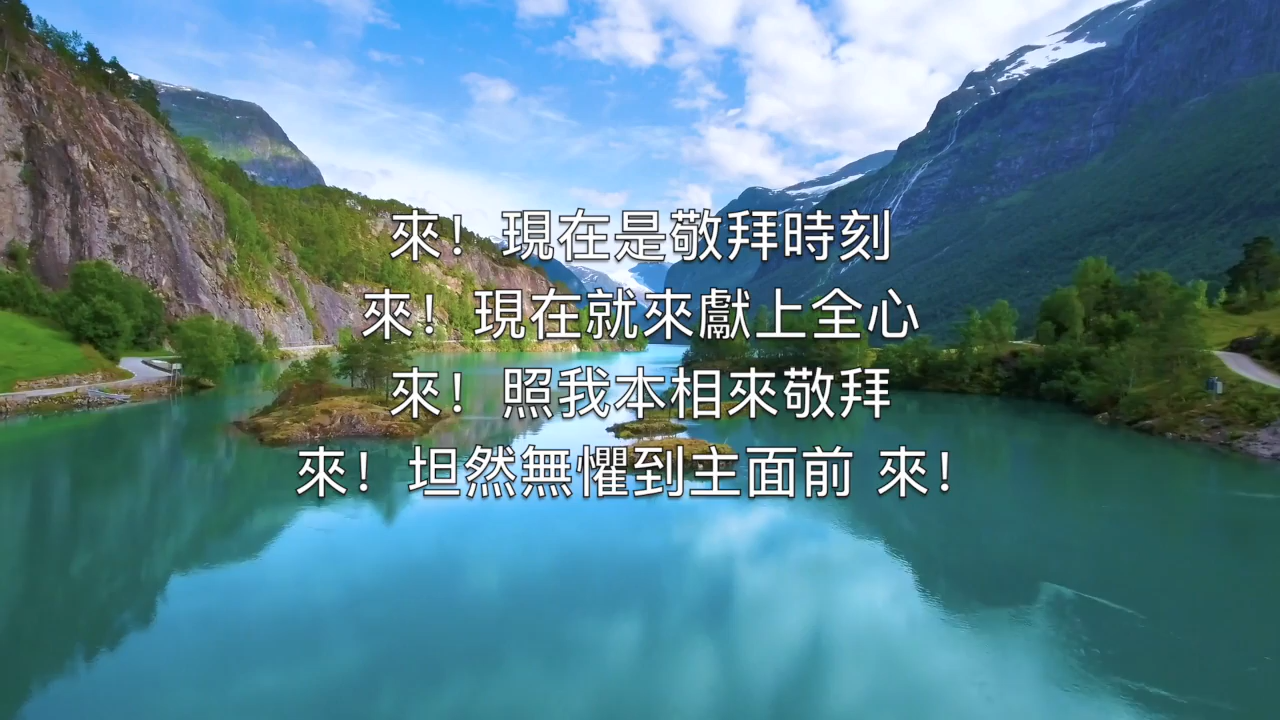 來！現在是敬拜時刻
來！現在就來獻上全心
來！照我本相來敬拜
來！坦然無懼到主面前 來！